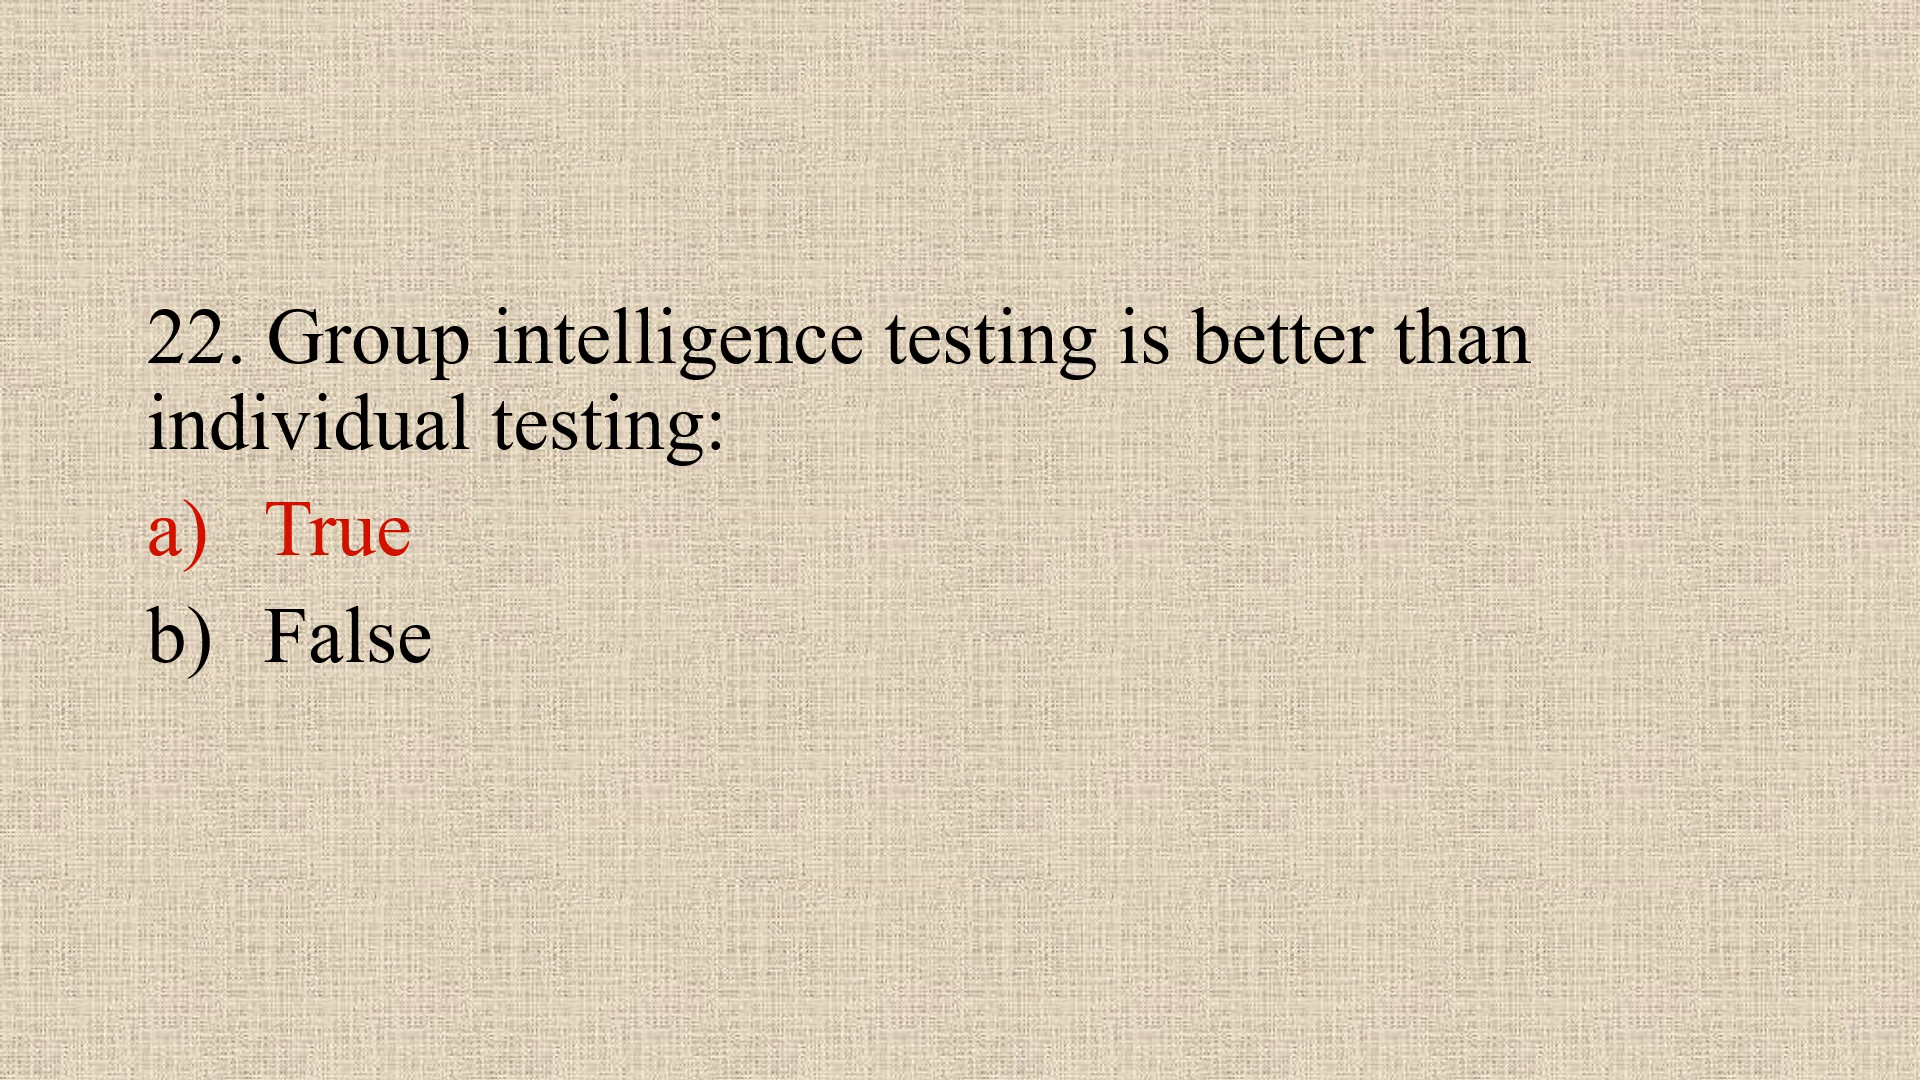 22. Group intelligence testing is better than
individual testing:
a) True
b) False